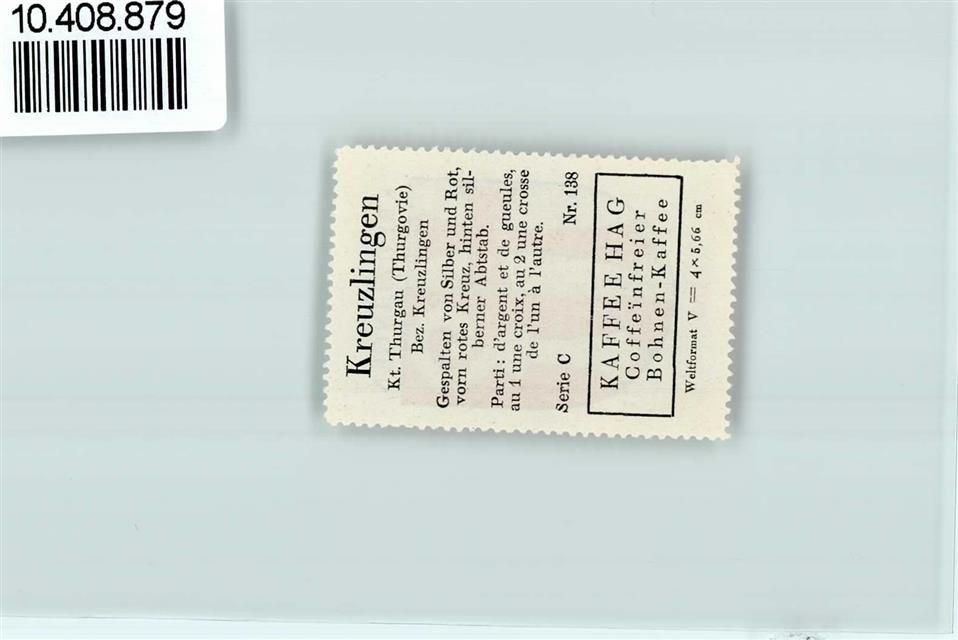 10.408.879
Kreuzlingen
Kt. Thurgau (Thurgovie)
Bez. Kreuzlingen
Gespalten von Silber und Rot,
vorn rotes Kreuz, hinten sil-
berner Abtstab.
Parti: d'argent et de gueules,
au 1 une croix, au 2 une crosse
de l'un à l'autre.
Serie C Nr. 138
KAFFEE HAG
Coffeïnfreier
Bohnen-Kaffee
Weltformat V = 4 × 5,66 cm